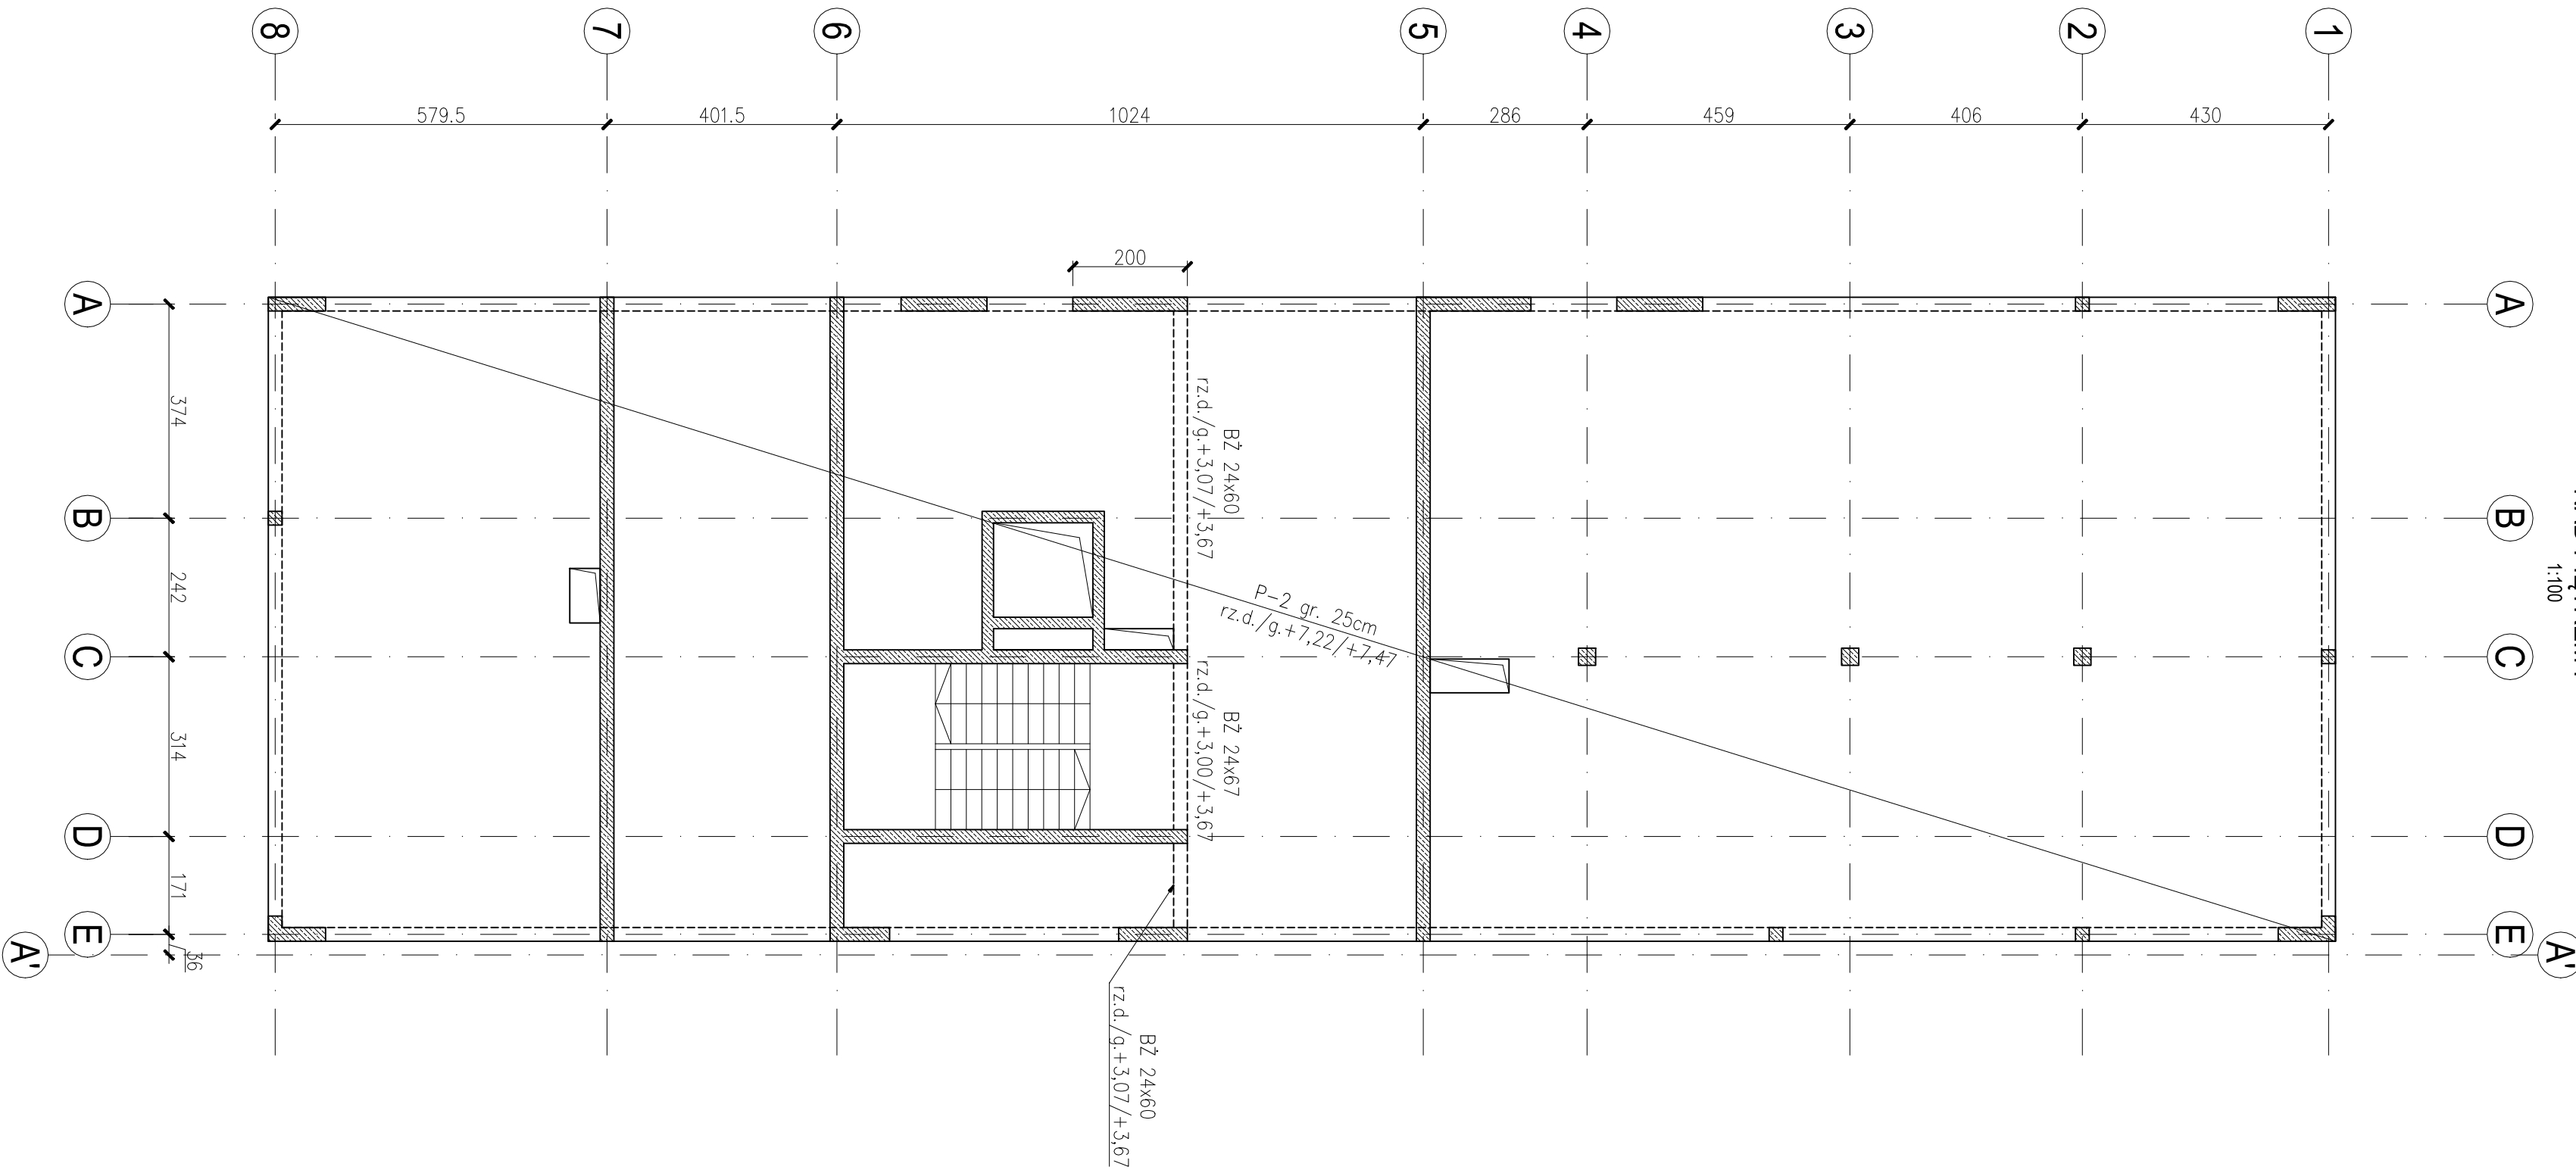 8
7
6
5
4
3
2
1
579.5
401.5
1024
286
459
406
430
200
A
A
374
BŻ 24x60
rz.d./g.+3,07/+3,67
B
B
1:100
242
P-2 gr. 25cm
rz.d./g.+7,22/+7,47
C
C
314
BŻ 24x67
rz.d./g.+3,00/+3,67
D
D
171
E
E
36
A'
A'
BŻ 24x60
rz.d./g.+3,07/+3,67